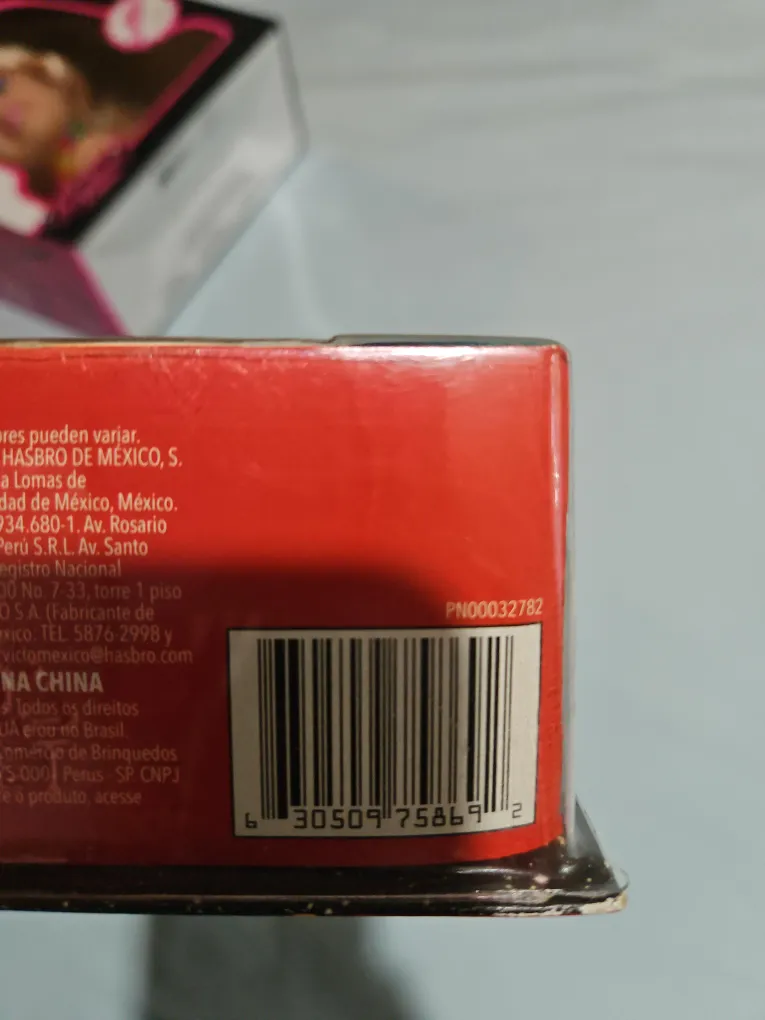 ores pueden variar.
HASBRO DE MÉXICO, S.
a Lomas de
dad de México, México.
934.680-1. Av. Rosario
Perú S.R.L. Av. Santo
egistro Nacional
00 No. 7-33, torre 1 piso
O S.A. (Fabricante de
xico. TEL 5876 2998 y
rviciomexico@hasbro.com
NA CHINA
s. Todos os direitos
UA e/ou no Brasil.
Comércio de Brinquedos
Perus - SP. CNPJ
e o produto, acesse
PN00032782
6 30509 75869 2